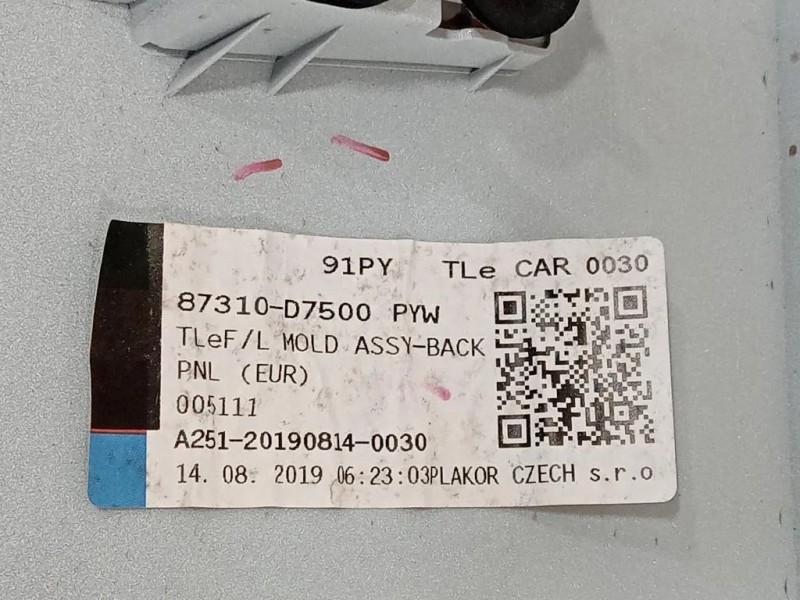 91PY TLe CAR 0030
87310-D7500 PYW
TLeF/L MOLD ASSY-BACK
PNL (EUR)
005111
A251-20190814-0030
14. 08. 2019 06:23:03PLAKOR CZECH s.r.o